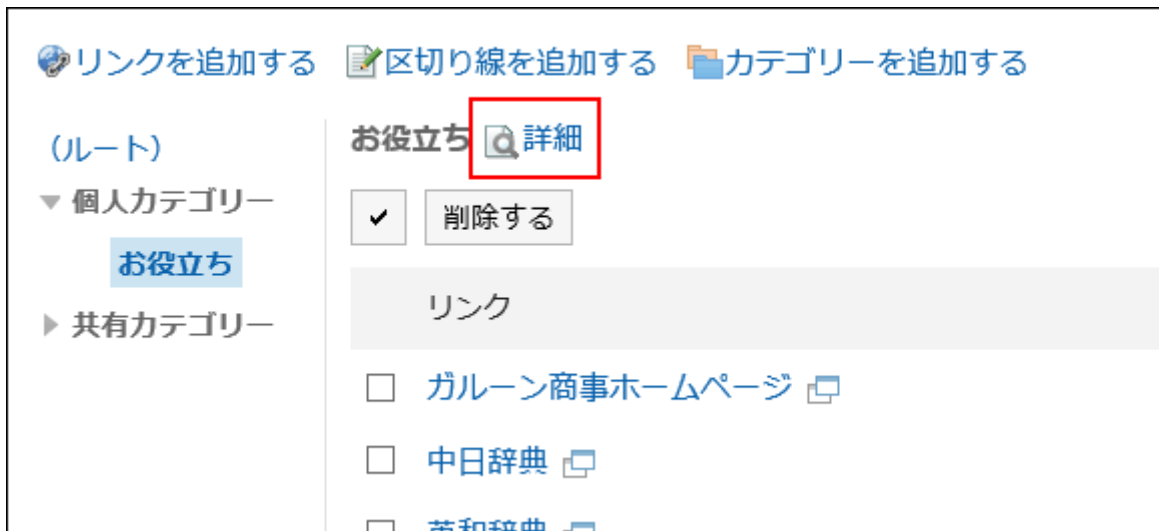 リンクを追加する 区切り線を追加する カテゴリーを追加する
(ルート)
個人カテゴリー
お役立ち
共有カテゴリー
お役立ち 詳細
削除する
リンク
ガルーン商事ホームページ
中日辞典
英和辞典